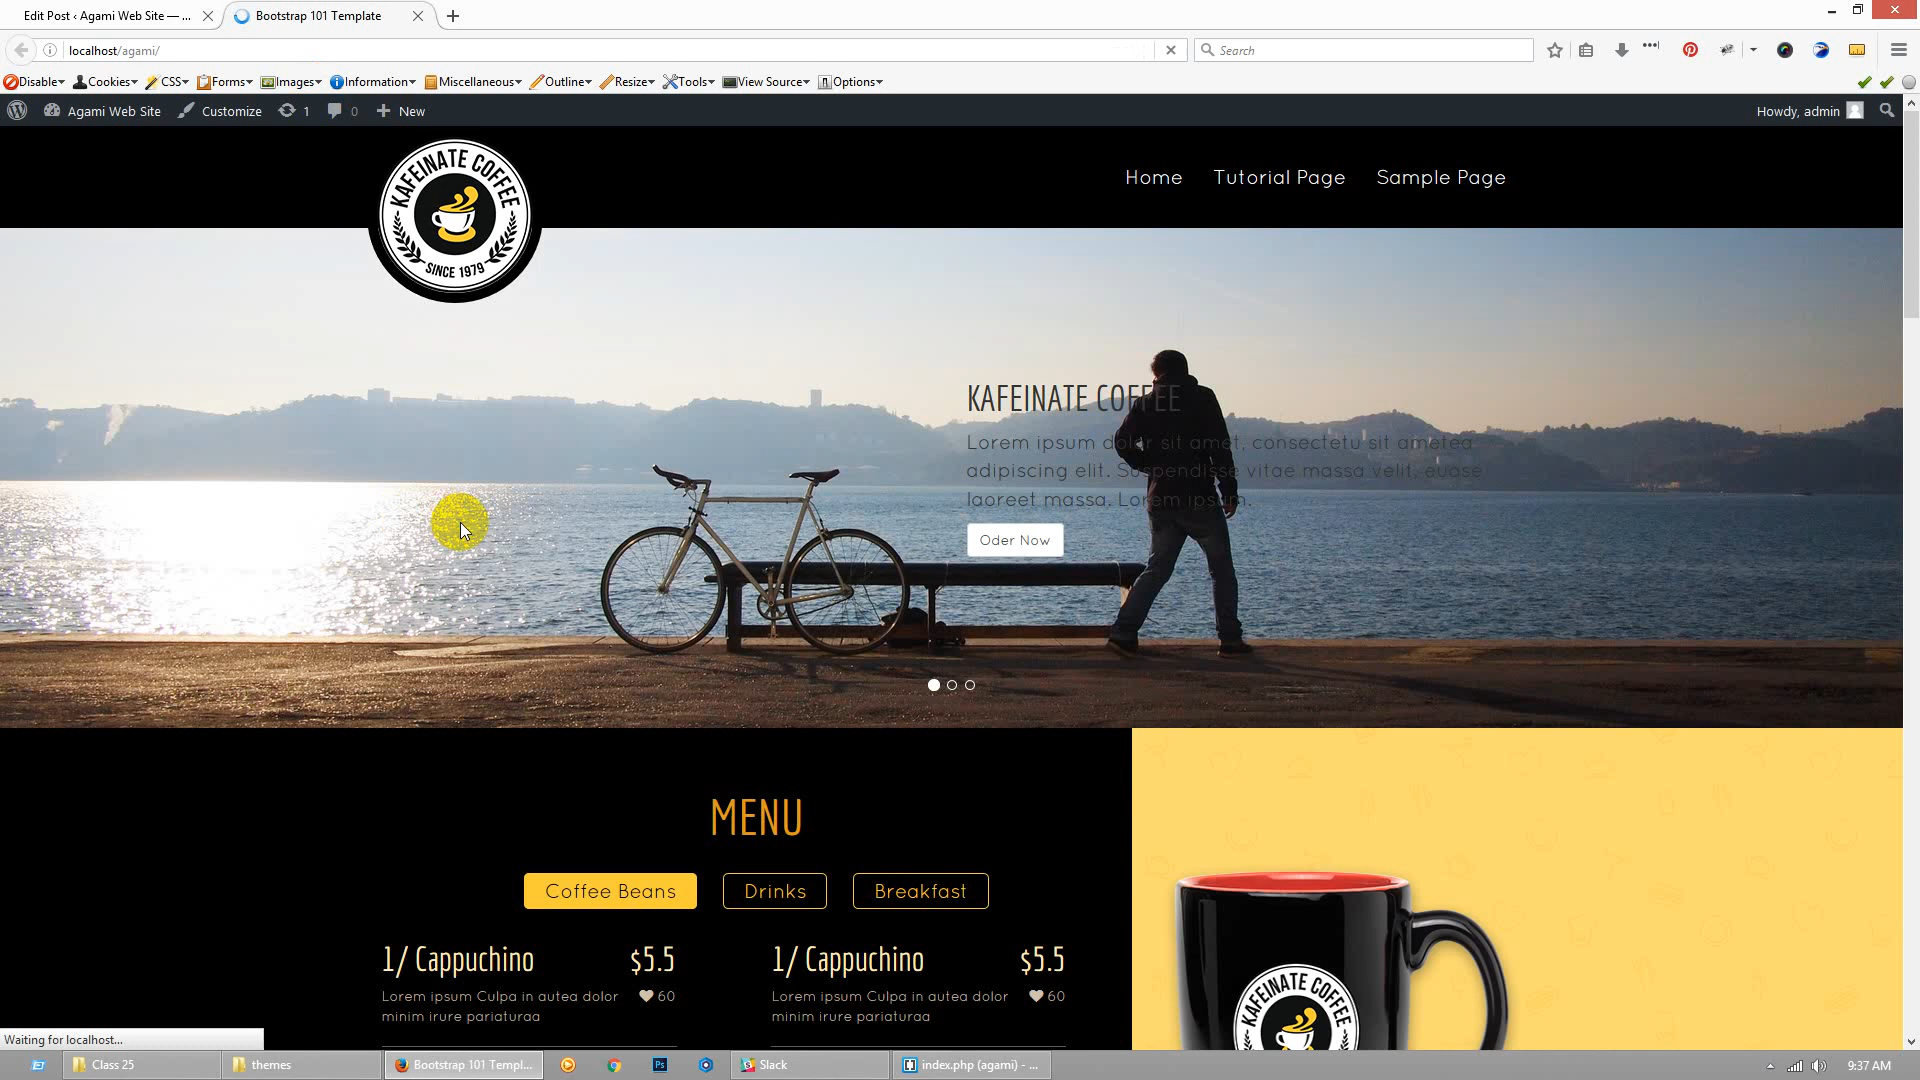 Edit Post ‹ Agami Web Site — ...
Bootstrap 101 Template
localhost/agami/
Search
Disable
Cookies
CSS
Forms
Images
Information
Miscellaneous
Outline
Resize
Tools
View Source
Options
Agami Web Site
Customize
1
0
New
Howdy, admin
KAFEINATE COFFEE
SINCE 1979
Home
Tutorial Page
Sample Page
KAFEINATE COFFEE
Lorem ipsum dolor sit amet, consectetu sit ametea
adipiscing elit. Suspendisse vitae massa velit, euase
laoreet massa. Lorem ipsum.
Oder Now
MENU
Coffee Beans
Drinks
Breakfast
1/ Cappuchino $5.5
Lorem ipsum Culpa in autea dolor 60
minim irure pariaturaa
1/ Cappuchino $5.5
Lorem ipsum Culpa in autea dolor 60
minim irure pariaturaa
KAFEINATE COFFEE
Waiting for localhost...
Class 25
themes
Bootstrap 101 Templ...
Ps
Slack
index.php (agami) - ...
9:37 AM